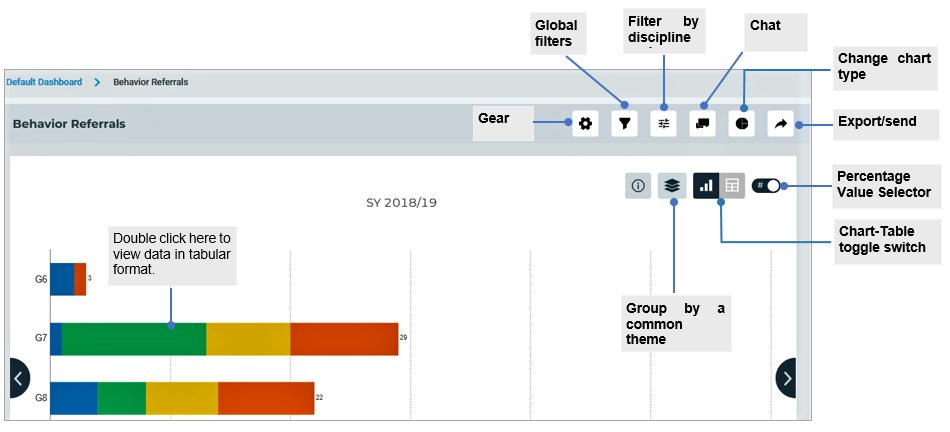 Global
filters
Filter by
discipline
Chat
Change chart
type
Default Dashboard > Behavior Referrals
Behavior Referrals
Gear
Export/send
#
Percentage
Value Selector
SY 2018/19
Chart-Table
toggle switch
Double click here to
view data in tabular
format.
G6
3
Group by a
common
theme
G7
29
G8
22